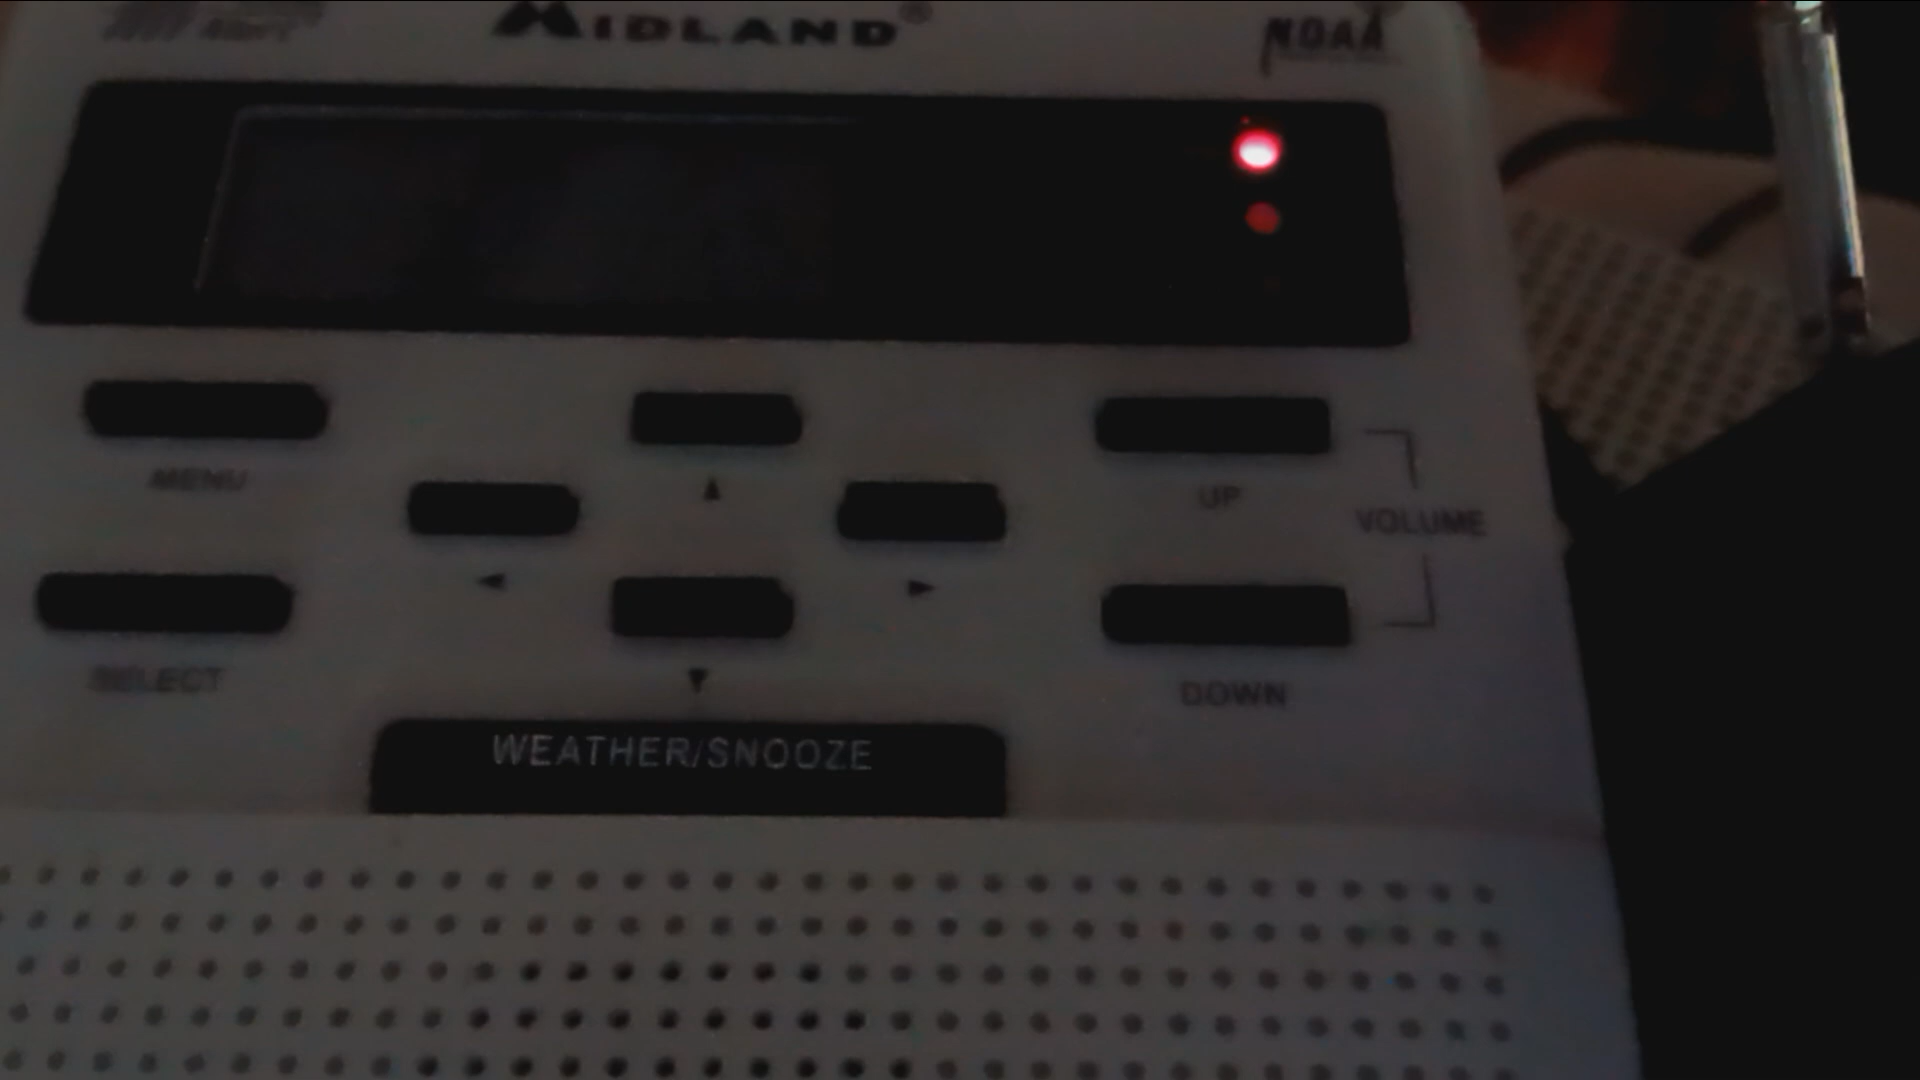 MIDLAND®
NOAA
MENU
UP
VOLUME
SELECT
DOWN
WEATHER/SNOOZE